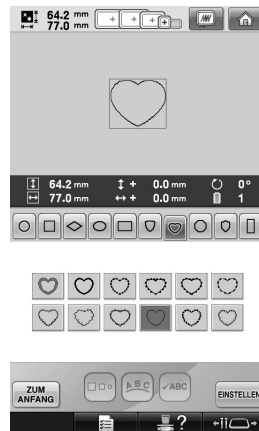 64.2 mm
77.0 mm
64.2 mm + 0.0 mm 0°
77.0 mm + 0.0 mm 1
ABC ABC
ZUM ANFANG
EINSTELLEN
?